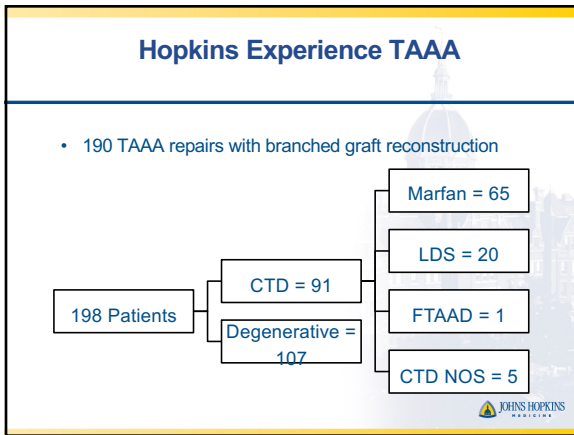 Hopkins Experience TAAA
• 190 TAAA repairs with branched graft reconstruction
198 Patients
CTD = 91
Degenerative =
107
Marfan = 65
LDS = 20
FTAAD = 1
CTD NOS = 5
JOHNS HOPKINS
MEDICINE